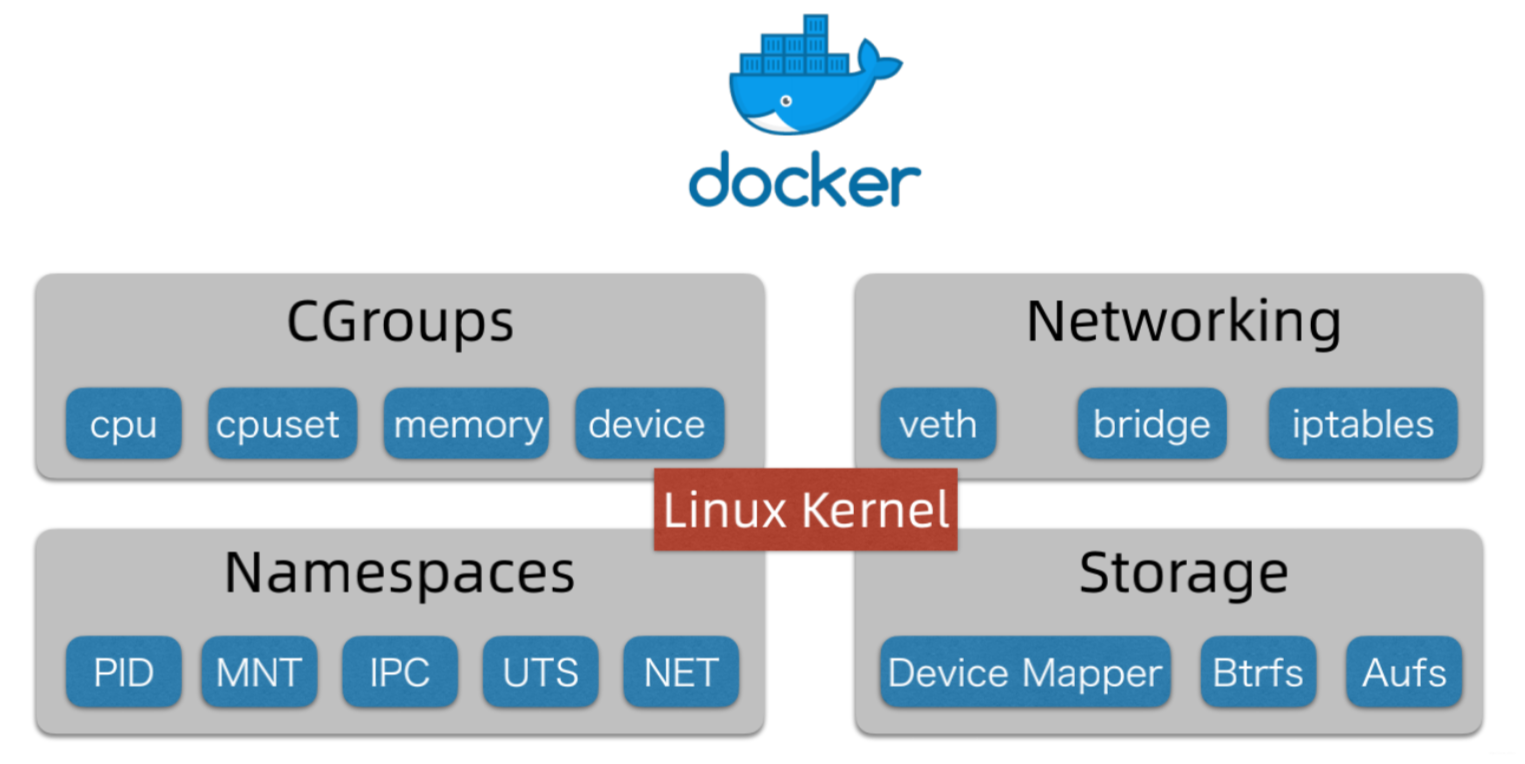 docker
CGroups
cpu cpuset memory device
Networking
veth bridge iptables
Linux Kernel
Namespaces
PID MNT IPC UTS NET
Storage
Device Mapper Btrfs Aufs